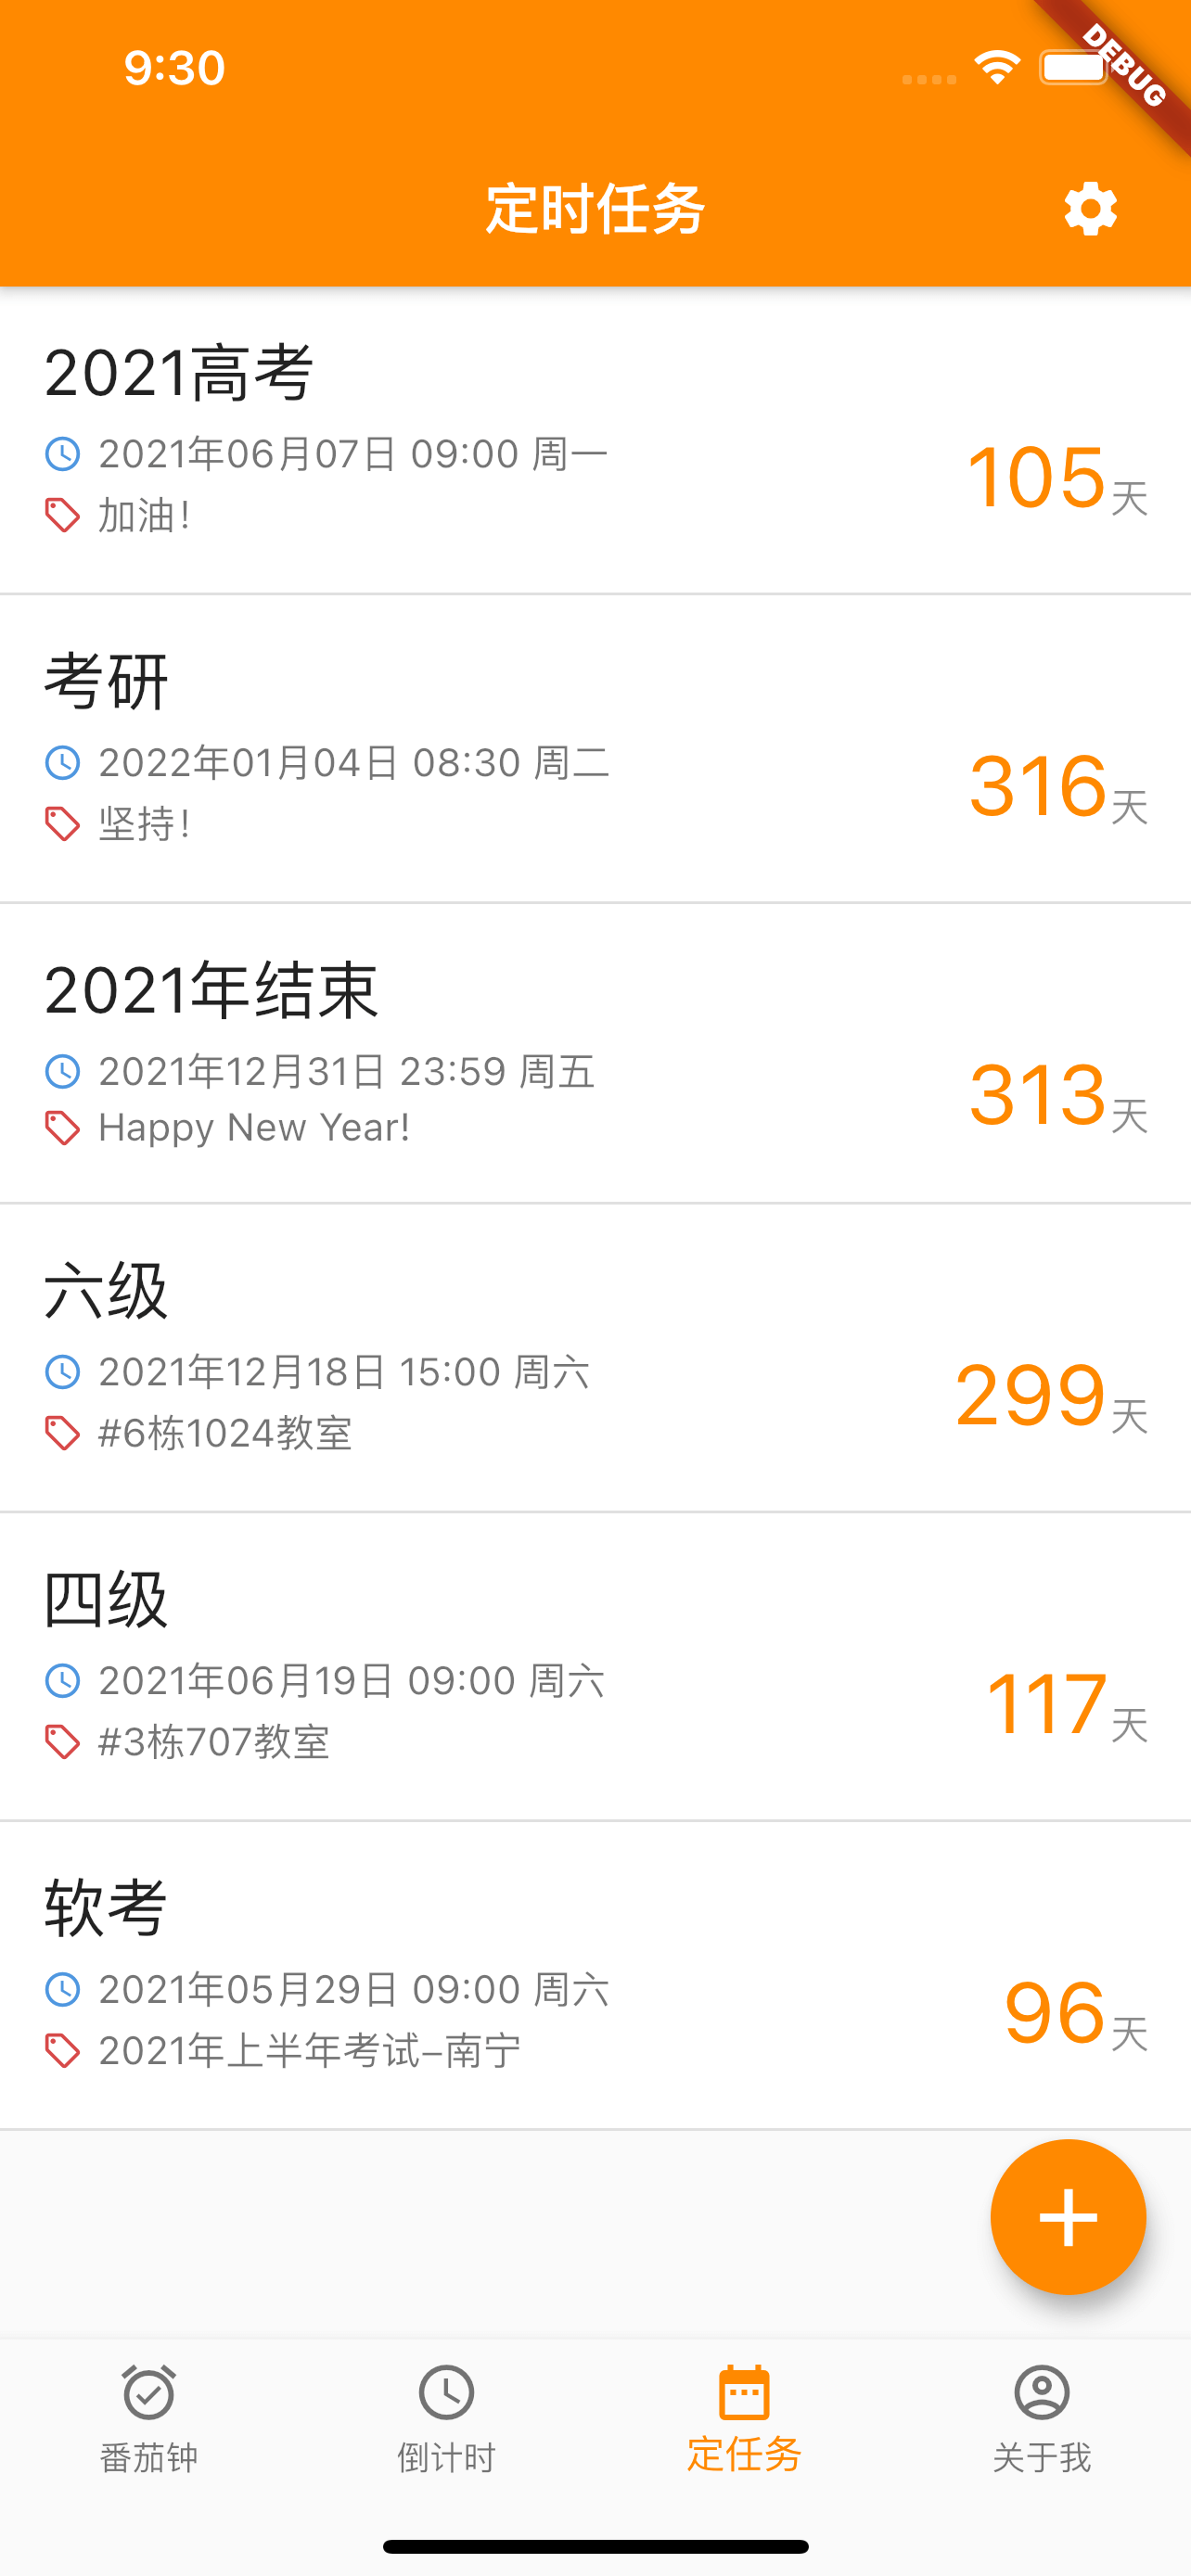 9:30
DEBUG
定时任务
2021高考
2021年06月07日 09:00 周一
加油!
105天
考研
2022年01月04日 08:30 周二
坚持!
316天
2021年结束
2021年12月31日 23:59 周五
Happy New Year!
313天
六级
2021年12月18日 15:00 周六
#6栋1024教室
299天
四级
2021年06月19日 09:00 周六
#3栋707教室
117天
软考
2021年05月29日 09:00 周六
2021年上半年考试-南宁
96天
番茄钟
倒计时
定任务
关于我